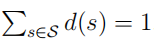 ∑_{s∈𝒮} d(s) = 1